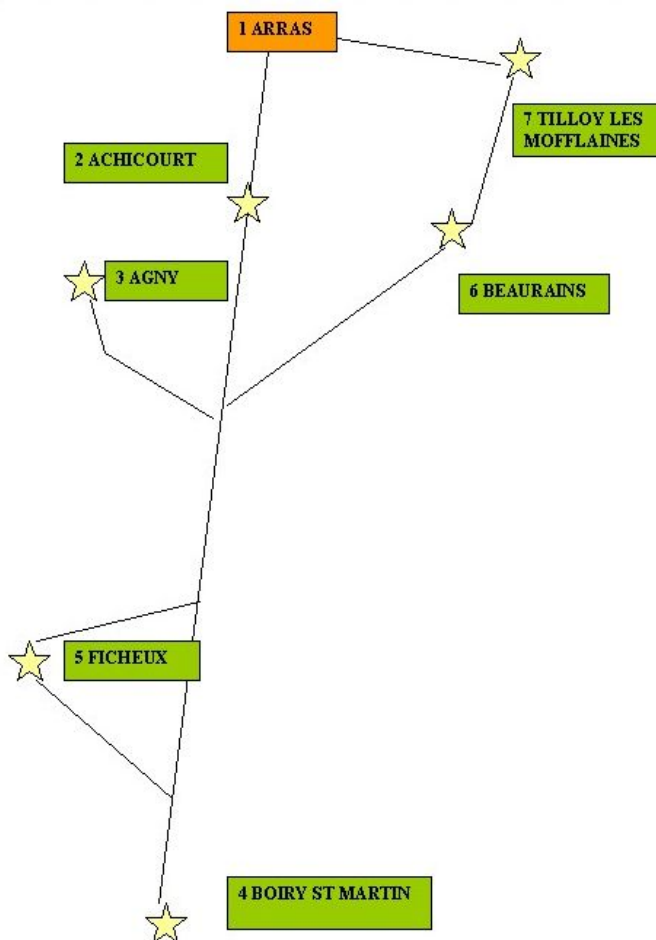 1 ARRAS
7 TILLOY LES
MOFFLAINES
2 ACHICOURT
3 AGNY
6 BEAURAINS
5 FICHEUX
4 BOIRY ST MARTIN